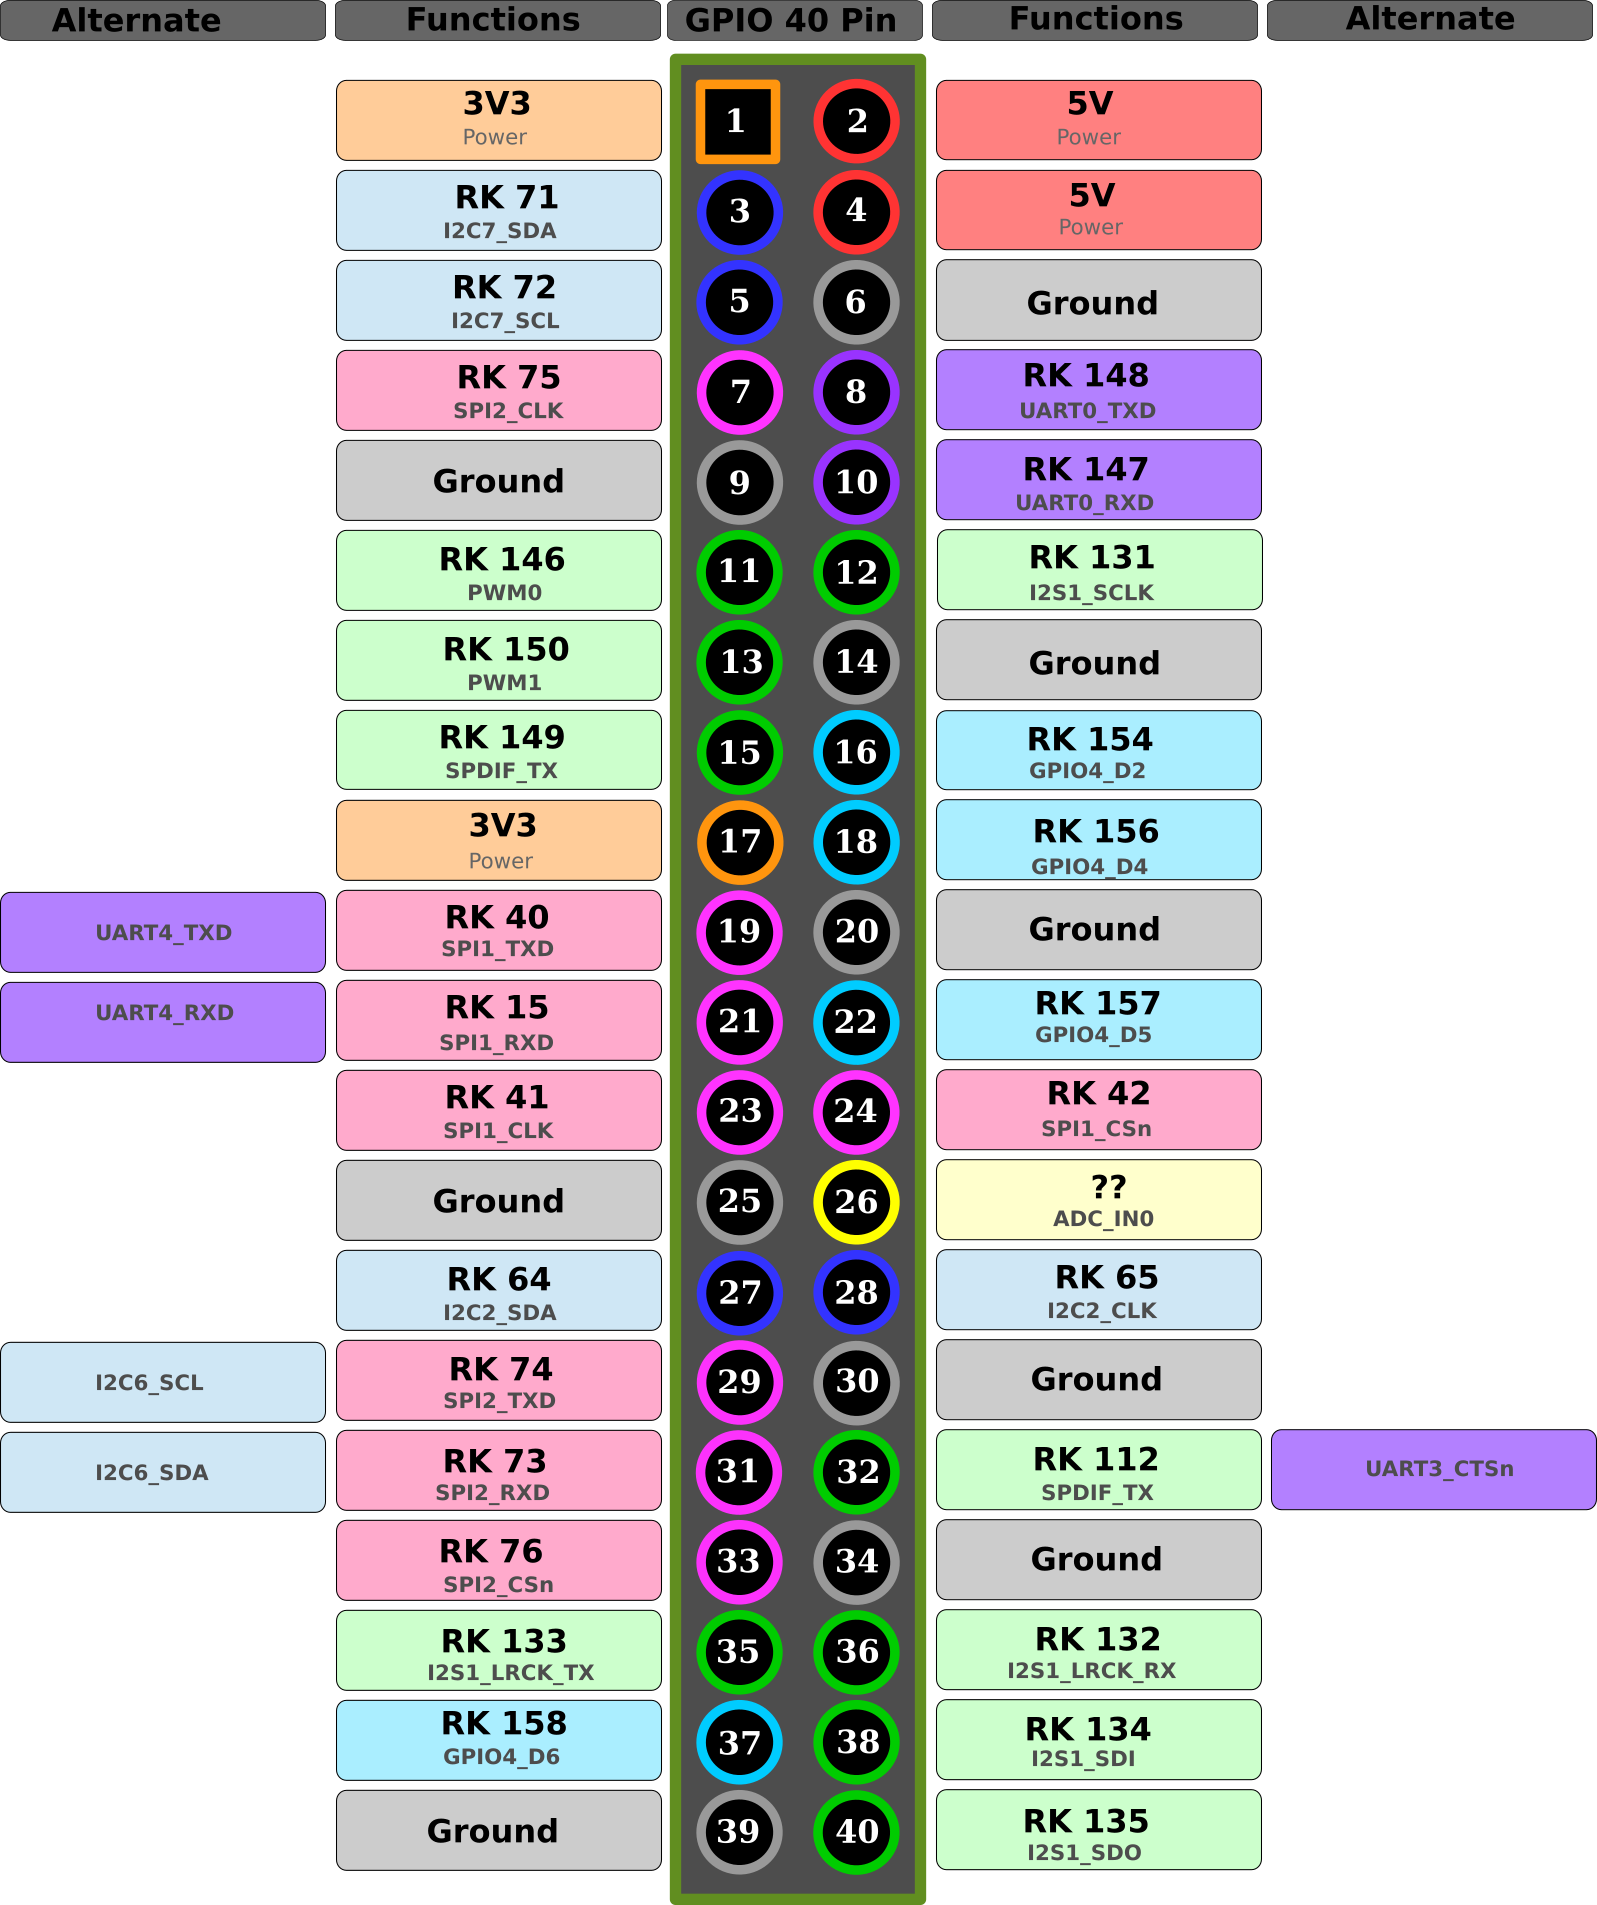 Alternate Functions GPIO 40 Pin Functions Alternate
3V3 1 2 5V
Power Power
RK 71 3 4 5V
I2C7_SDA Power
RK 72 5 6 Ground
I2C7_SCL
RK 75 7 8 RK 148
SPI2_CLK UART0_TXD
Ground 9 10 RK 147
UART0_RXD
RK 146 11 12 RK 131
PWM0 I2S1_SCLK
RK 150 13 14 Ground
PWM1
RK 149 15 16 RK 154
SPDIF_TX GPIO4_D2
3V3 17 18 RK 156
Power GPIO4_D4
UART4_TXD RK 40 19 20 Ground
SPI1_TXD
UART4_RXD RK 15 21 22 RK 157
SPI1_RXD GPIO4_D5
RK 41 23 24 RK 42
SPI1_CLK SPI1_CSn
Ground 25 26 ??
ADC_IN0
RK 64 27 28 RK 65
I2C2_SDA I2C2_CLK
I2C6_SCL RK 74 29 30 Ground
SPI2_TXD
I2C6_SDA RK 73 31 32 RK 112 UART3_CTSn
SPI2_RXD SPDIF_TX
RK 76 33 34 Ground
SPI2_CSn
RK 133 35 36 RK 132
I2S1_LRCK_TX I2S1_LRCK_RX
RK 158 37 38 RK 134
GPIO4_D6 I2S1_SDI
Ground 39 40 RK 135
I2S1_SDO